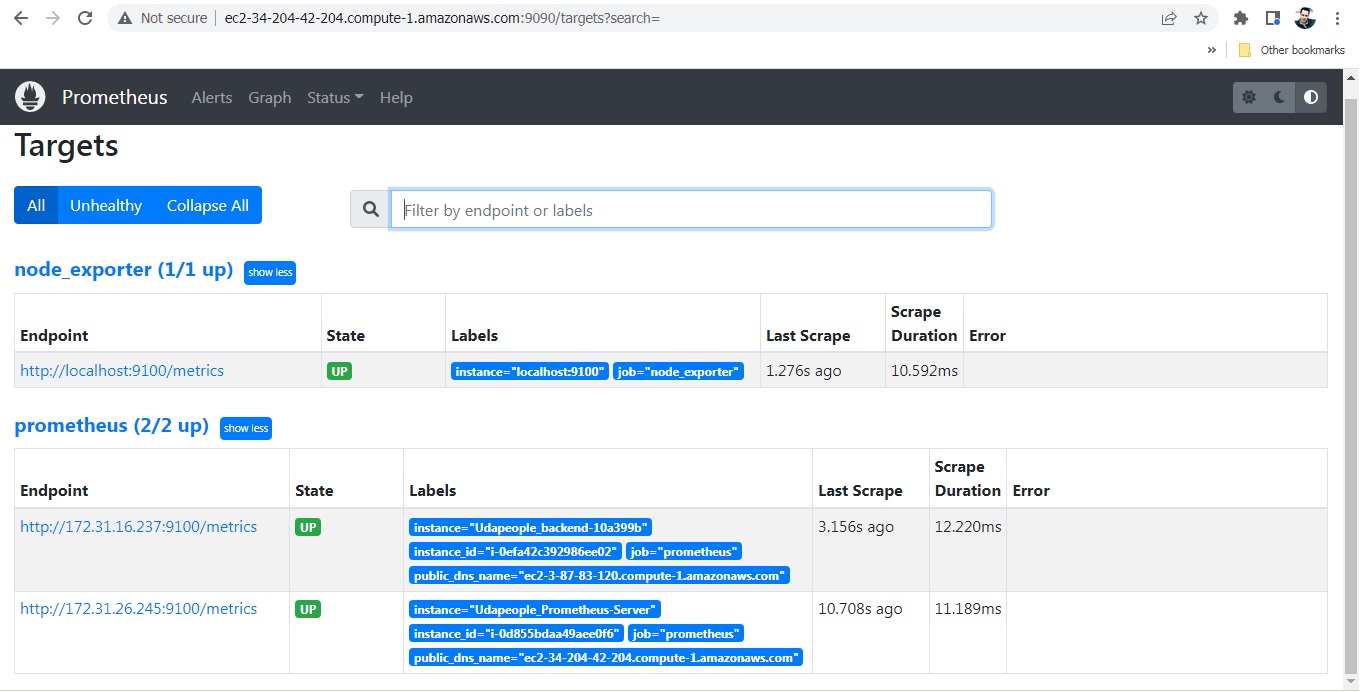 Not secure
ec2-34-204-42-204.compute-1.amazonaws.com:9090/targets?search=
»
Other bookmarks
Prometheus Alerts Graph Status Help
Targets
All Unhealthy Collapse All
Filter by endpoint or labels
node_exporter (1/1 up) show less
Endpoint State Labels Last Scrape Scrape Duration Error
http://localhost:9100/metrics UP instance="localhost:9100" job="node_exporter" 1.276s ago 10.592ms
prometheus (2/2 up) show less
Endpoint State Labels Last Scrape Scrape Duration Error
http://172.31.16.237:9100/metrics UP instance="Udapeople_backend-10a399b" 3.156s ago 12.220ms
instance_id="i-0efa42c392986ee02" job="prometheus"
public_dns_name="ec2-3-87-83-120.compute-1.amazonaws.com"
http://172.31.26.245:9100/metrics UP instance="Udapeople_Prometheus-Server" 10.708s ago 11.189ms
instance_id="i-0d855bdaa49aee0f6" job="prometheus"
public_dns_name="ec2-34-204-42-204.compute-1.amazonaws.com"